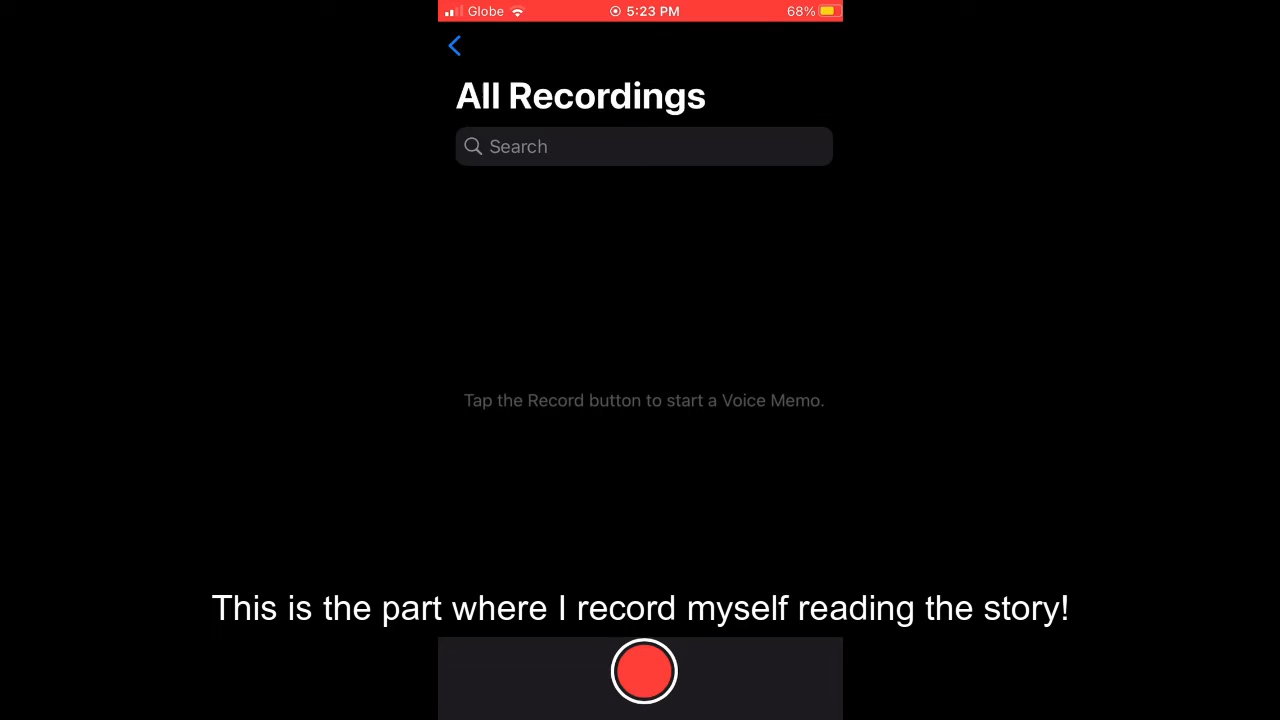 Globe 5:23 PM 68%
All Recordings
Search
Tap the Record button to start a Voice Memo.
This is the part where I record myself reading the story!